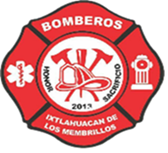 BOMBEROS
HONOR
SACRIFICIO
2013
IXTLAHUACAN DE
LOS MEMBRILLOS